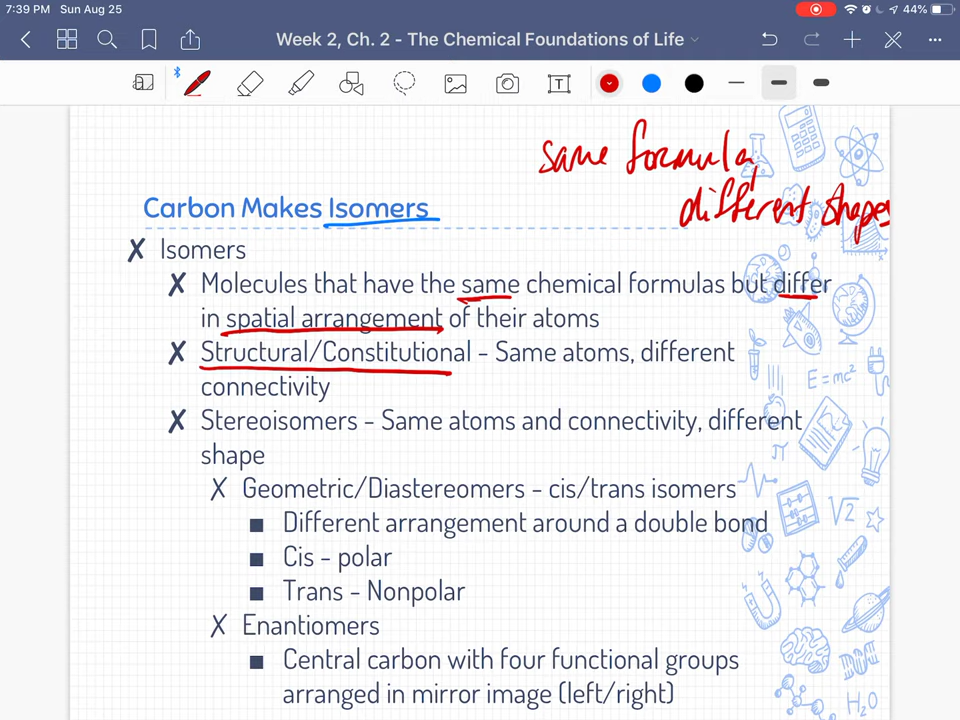 7:39 PM Sun Aug 25
44%
Week 2, Ch. 2 - The Chemical Foundations of Life
same formula,
different shapes
Carbon Makes Isomers
✗ Isomers
✗ Molecules that have the same chemical formulas but differ
in spatial arrangement of their atoms
✗ Structural/Constitutional - Same atoms, different
connectivity
✗ Stereoisomers - Same atoms and connectivity, different
shape
✗ Geometric/Diastereomers - cis/trans isomers
■ Different arrangement around a double bond
■ Cis - polar
■ Trans - Nonpolar
✗ Enantiomers
■ Central carbon with four functional groups
arranged in mirror image (left/right)
E=mc²
π
√2
H₂O